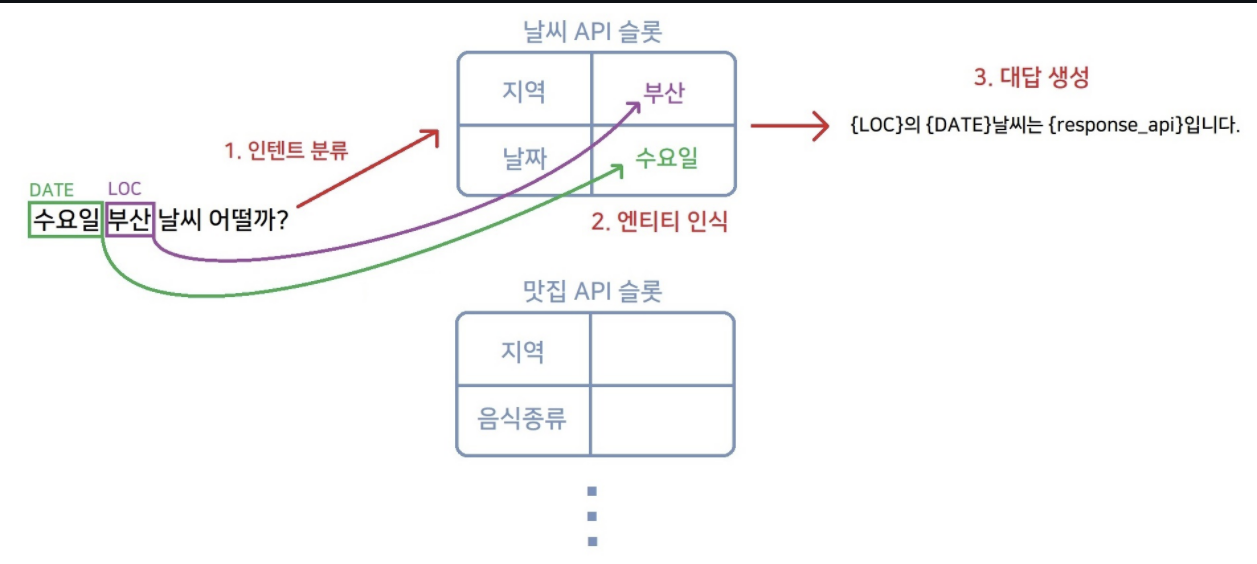 날씨 API 슬롯
지역 부산
날짜 수요일
1. 인텐트 분류
2. 엔티티 인식
3. 대답 생성
{LOC}의 {DATE}날씨는 {response_api}입니다.
DATE LOC
수요일 부산 날씨 어떨까?
맛집 API 슬롯
지역
음식종류